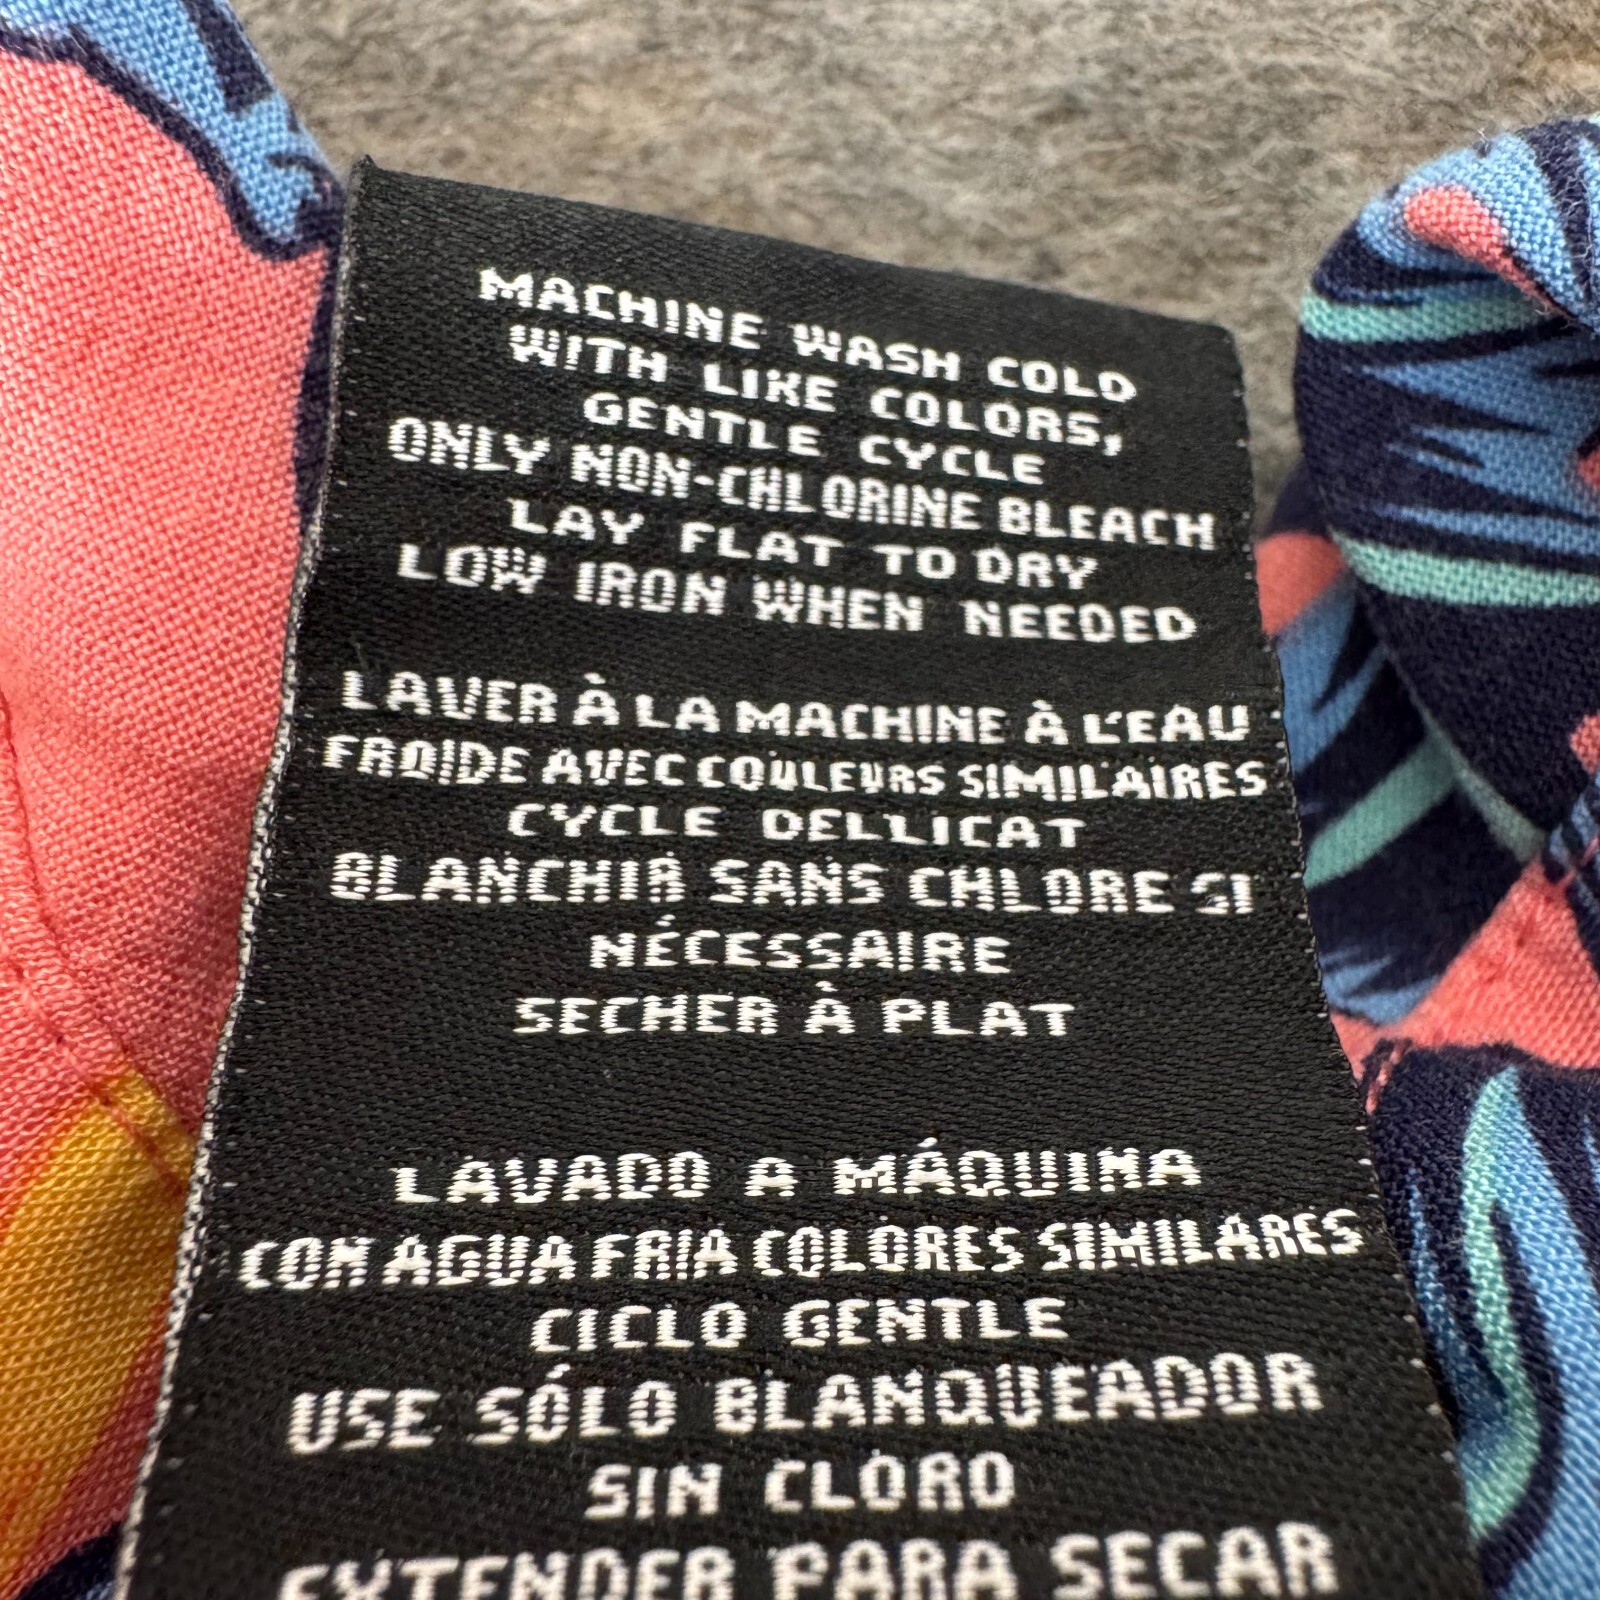 MACHINE WASH COLD
WITH LIKE COLORS,
GENTLE CYCLE
ONLY NON-CHLORINE BLEACH
LAY FLAT TO DRY
LOW IRON WHEN NEEDED
LAVER À LA MACHINE À L'EAU
FROIDE AVEC COULEURS SIMILAIRES
CYCLE DELLICAT
BLANCHIR SANS CHLORE SI
NÉCESSAIRE
SECHER À PLAT
LAVADO A MÁQUINA
CON AGUA FRIA COLORES SIMILARES
CICLO GENTLE
USE SÓLO BLANQUEADOR
SIN CLORO
EXTENDER PARA SECAR